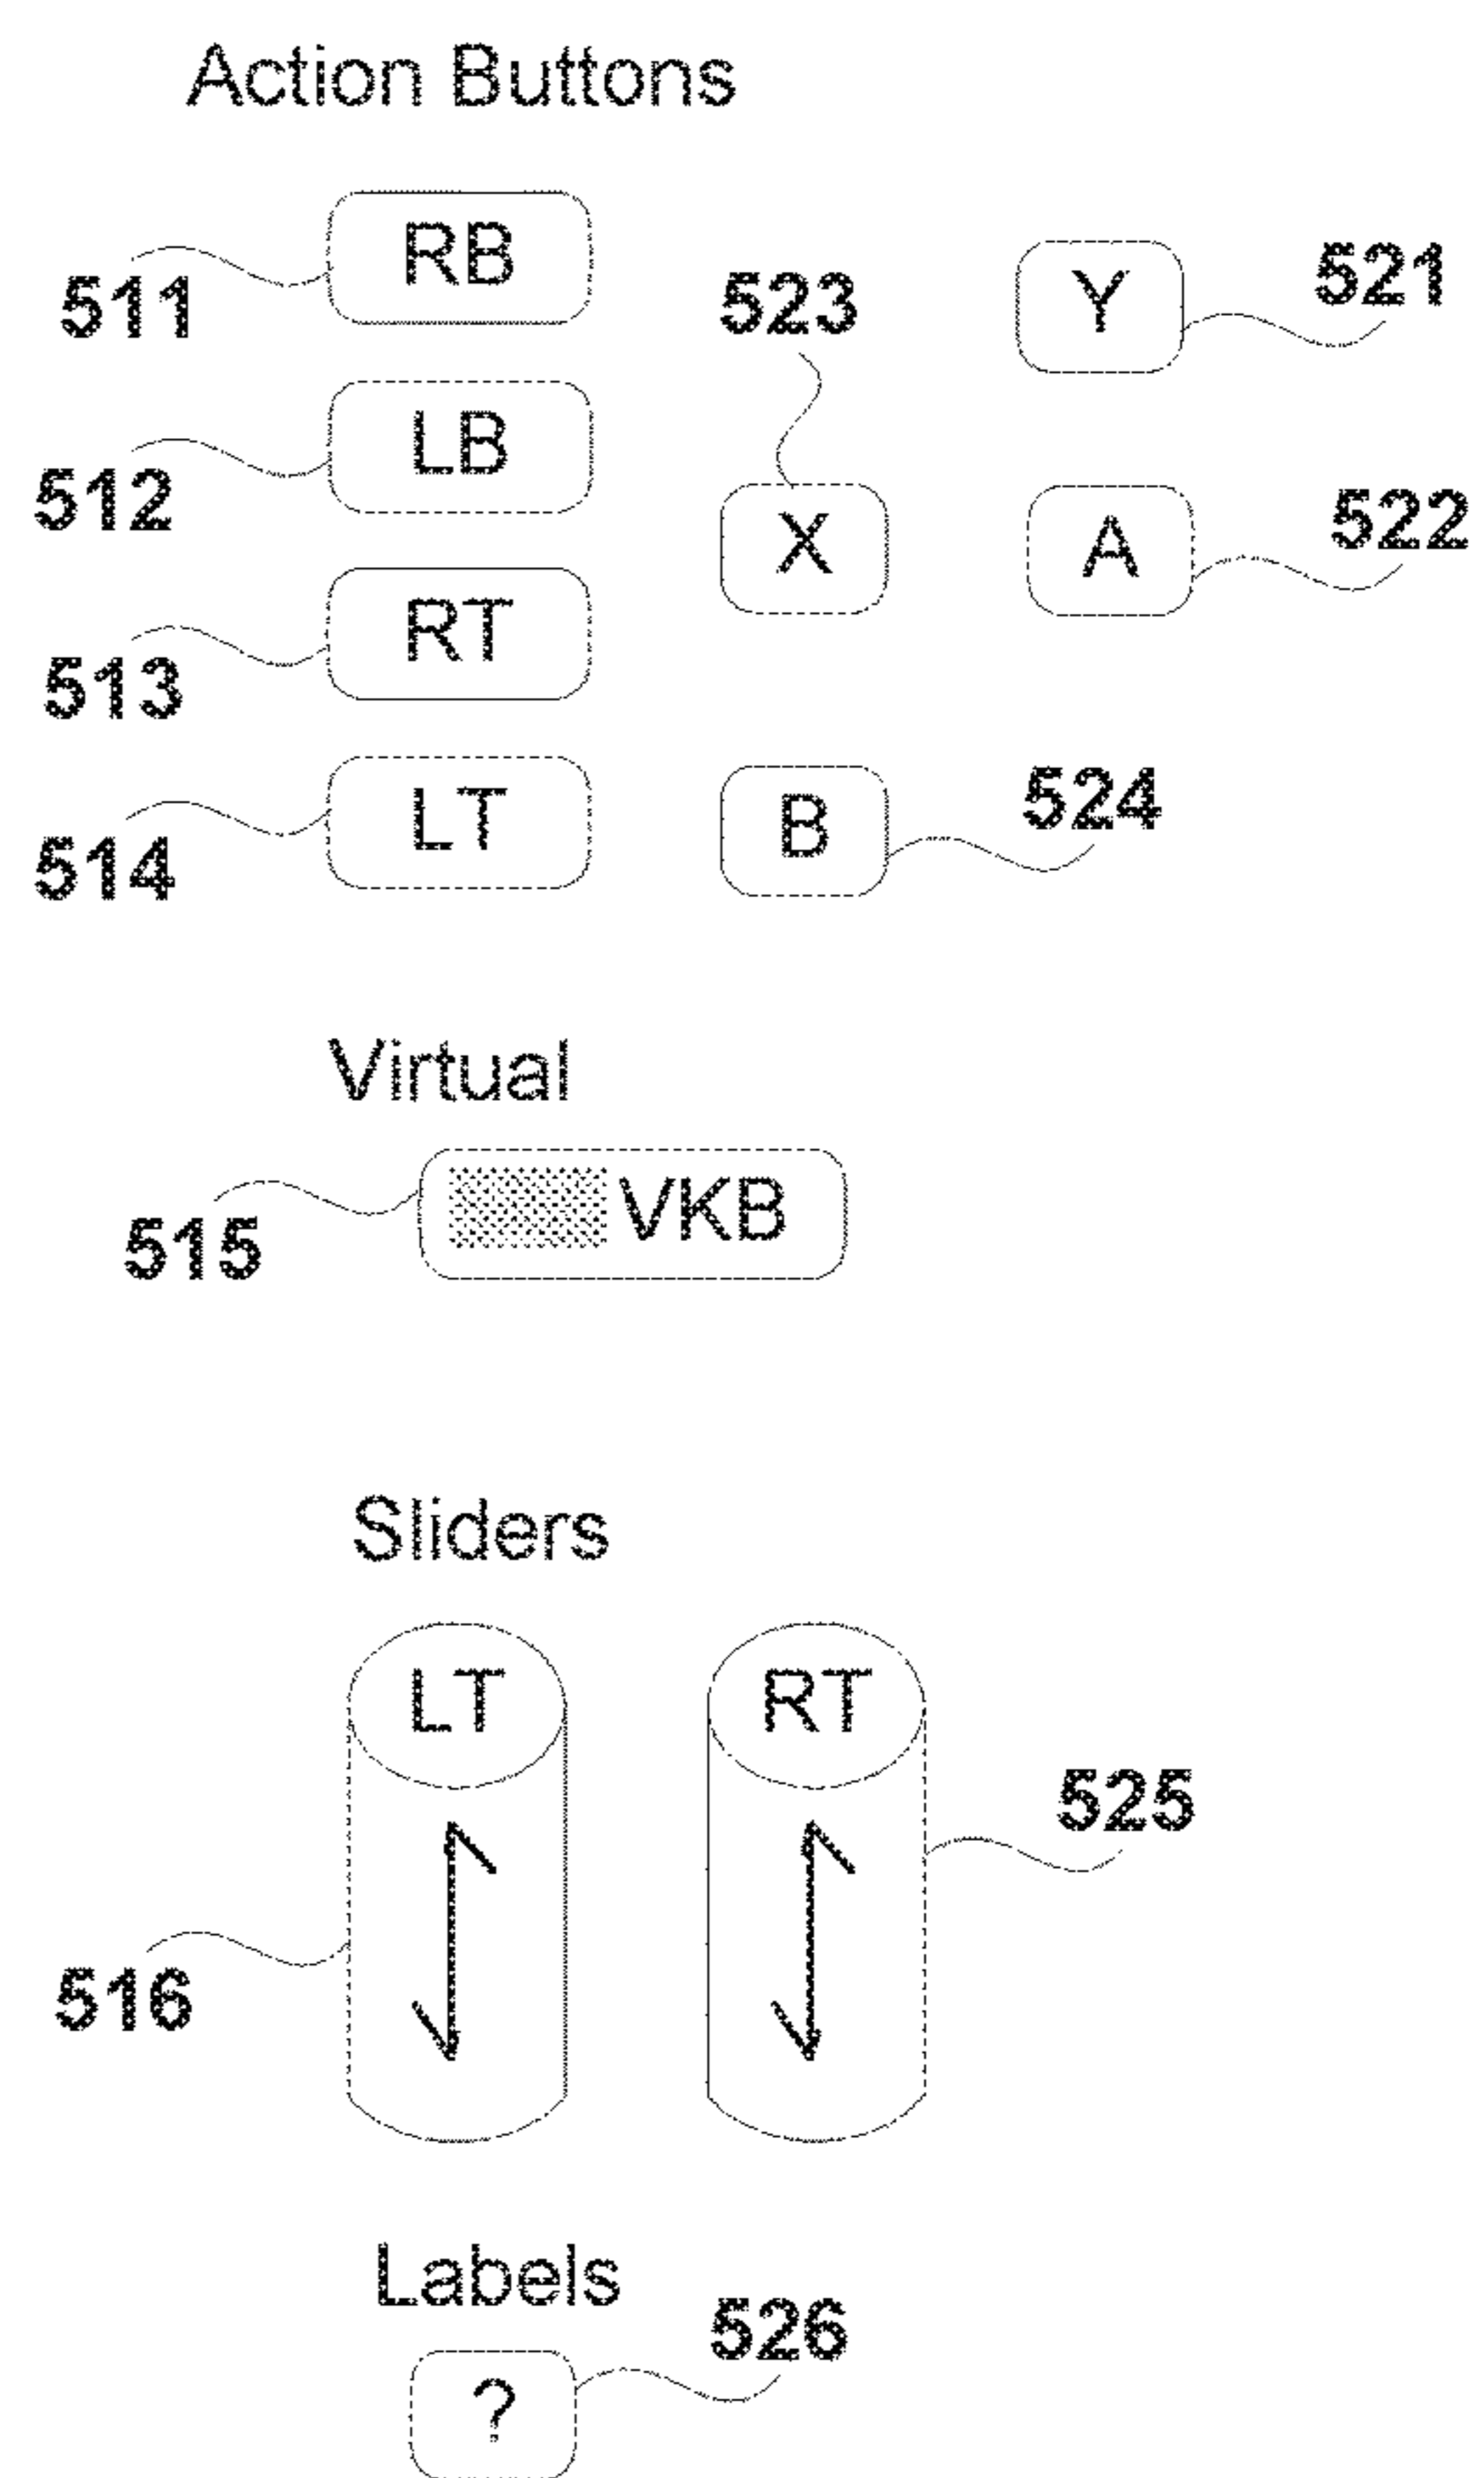 Action Buttons
RB
511
523
Y
521
LB
512
X
A
522
RT
513
LT
514
B
524
Virtual
VKB
515
Sliders
LT
RT
525
516
Labels
526
?